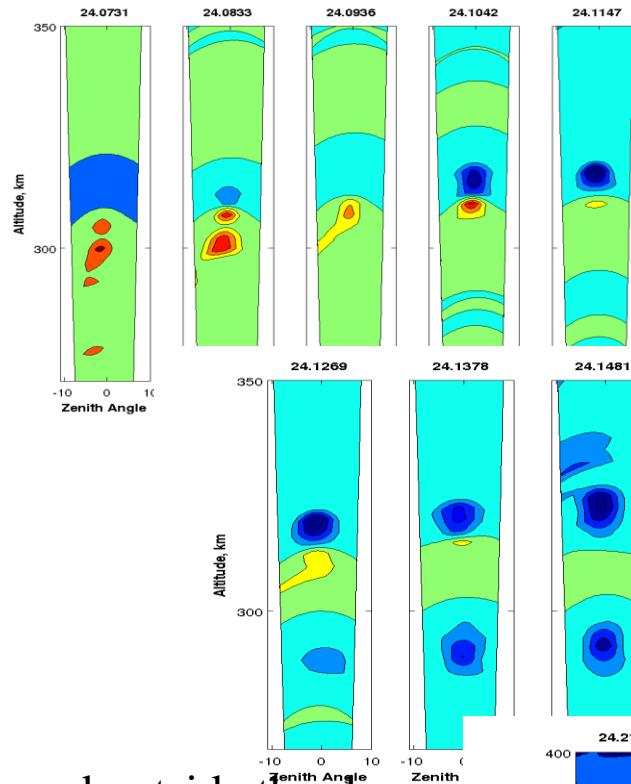 24.0731 24.0833 24.0936 24.1042 24.1147
350
Altitude, km
300
-10 0
Zenith Angle
24.1269 24.1378 24.1481
350
Altitude, km
300
-10 0 10 -10
Zenith Angle Zenith
400